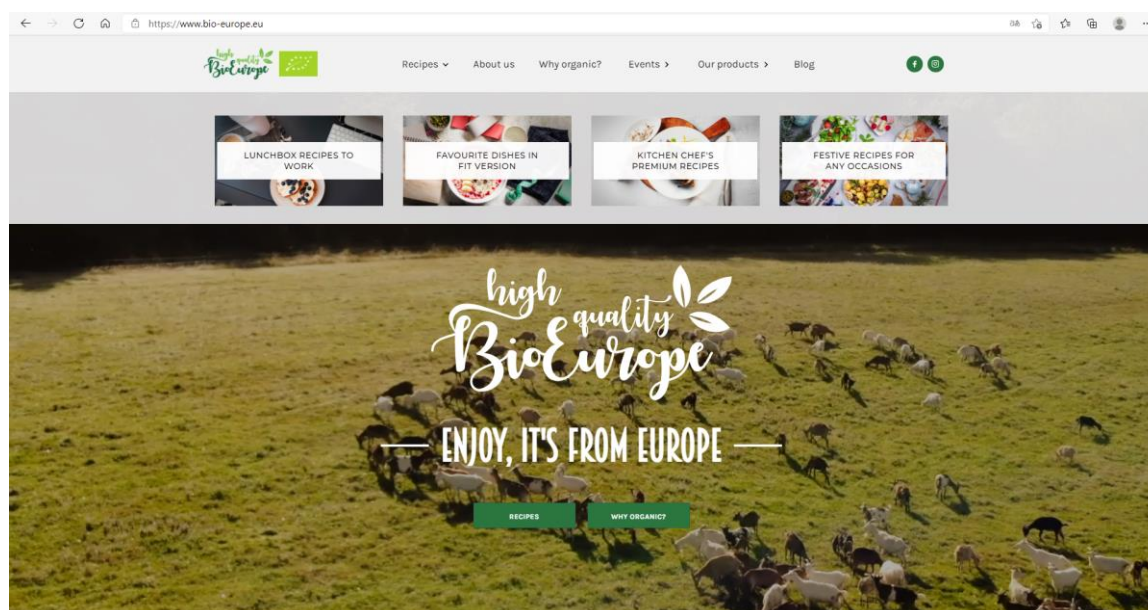 https://www.bio-europe.eu
high quality
BioEurope
Recipes
About us
Why organic?
Events
Our products
Blog
LUNCHBOX RECIPES TO
WORK
FAVOURITE DISHES IN
FIT VERSION
KITCHEN CHEF'S
PREMIUM RECIPES
FESTIVE RECIPES FOR
ANY OCCASIONS
high
quality
BioEurope
ENJOY, IT'S FROM EUROPE
RECIPES
WHY ORGANIC?